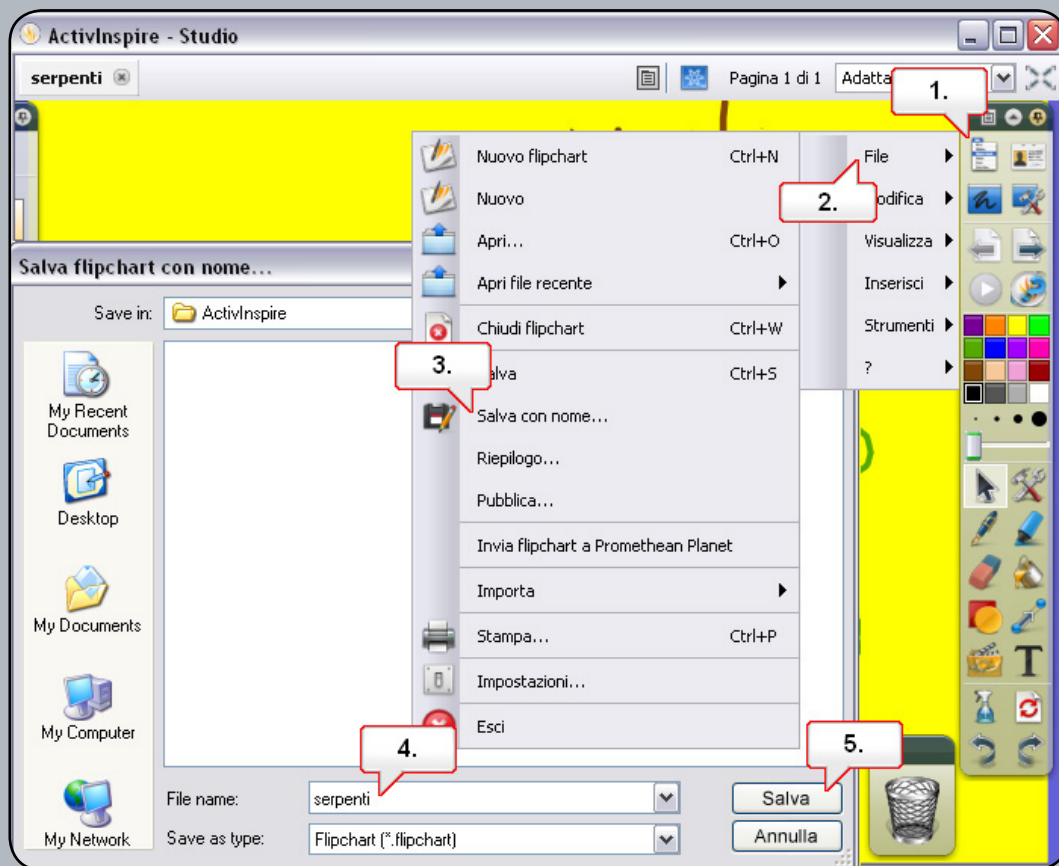 ActivInspire - Studio
serpenti
Pagina 1 di 1
Adatta
1.
Nuovo flipchart Ctrl+N
Nuovo
Apri... Ctrl+O
Apri file recente
Chiudi flipchart Ctrl+W
3.
alva Ctrl+S
Salva con nome...
Riepilogo...
Pubblica...
Invia flipchart a Promethean Planet
Importa
Stampa... Ctrl+P
Impostazioni...
Esci
File
2.
odifica
Visualizza
Inserisci
Strumenti
?
T
Salva flipchart con nome...
Save in: ActivInspire
My Recent
Documents
Desktop
My Documents
My Computer
My Network
4.
5.
File name: serpenti
Salva
Save as type: Flipchart (*.flipchart)
Annulla